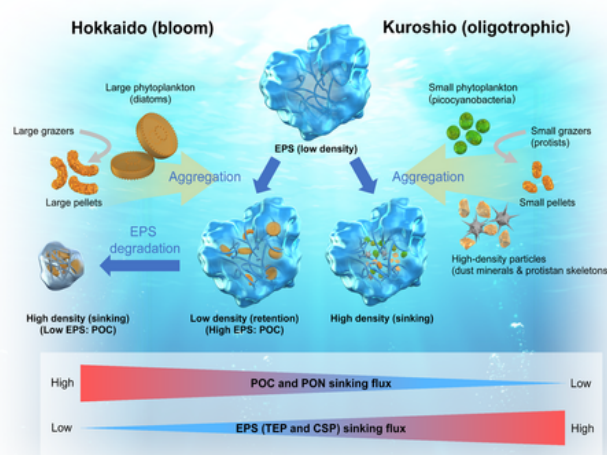 Hokkaido (bloom)
Kuroshio (oligotrophic)
Large phytoplankton
(diatoms)
Small phytoplankton
(picocyanobacteria)
Large grazers
EPS (low density)
Small grazers
(protists)
Aggregation
Aggregation
Large pellets
Small pellets
EPS
degradation
High-density particles
(dust minerals & protistan skeletons
High density (sinking)
(Low EPS: POC)
Low density (retention)
(High EPS: POC)
High density (sinking)
High
POC and PON sinking flux
Low
Low
EPS (TEP and CSP) sinking flux
High